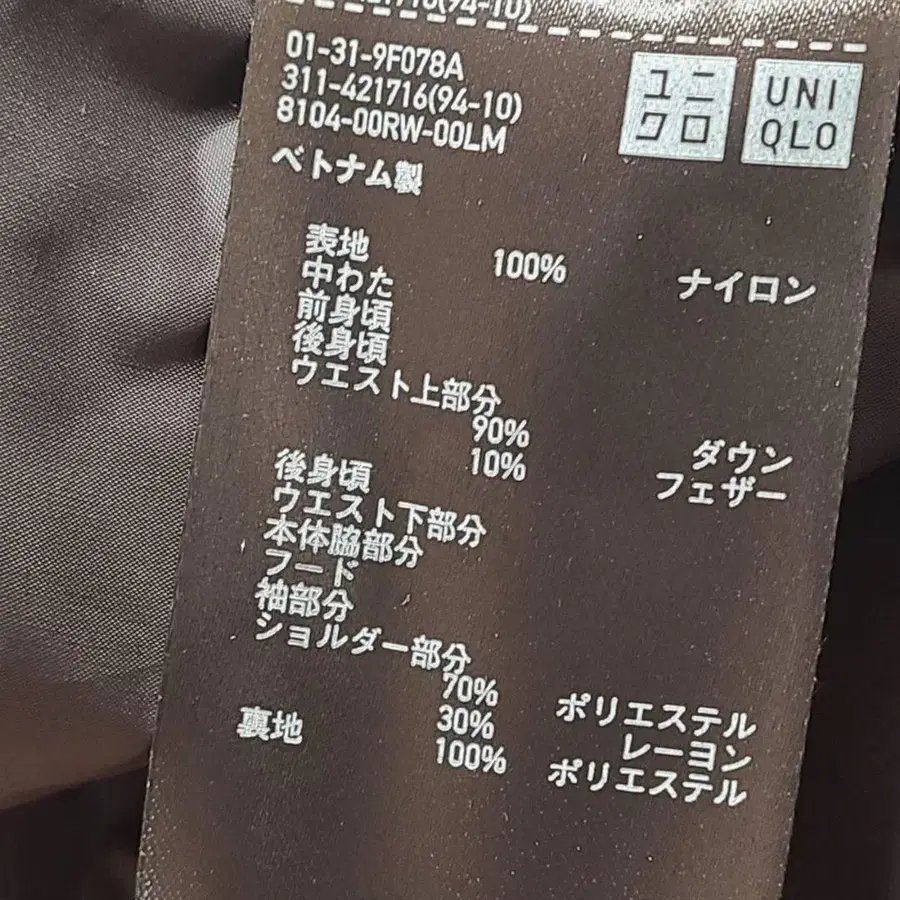 421716(94-10)
01-31-9F078A
311-421716(94-10)
8104-00RW-00LM
ユニ
クロ
UNI
QLO
ベトナム製
表地 100% ナイロン
中わた
前身頃
後身頃
ウエスト上部分
90% ダウン
10% フェザー
後身頃
ウエスト下部分
本体脇部分
フード
袖部分
ショルダー部分
70% ポリエステル
30% レーヨン
裏地 100% ポリエステル